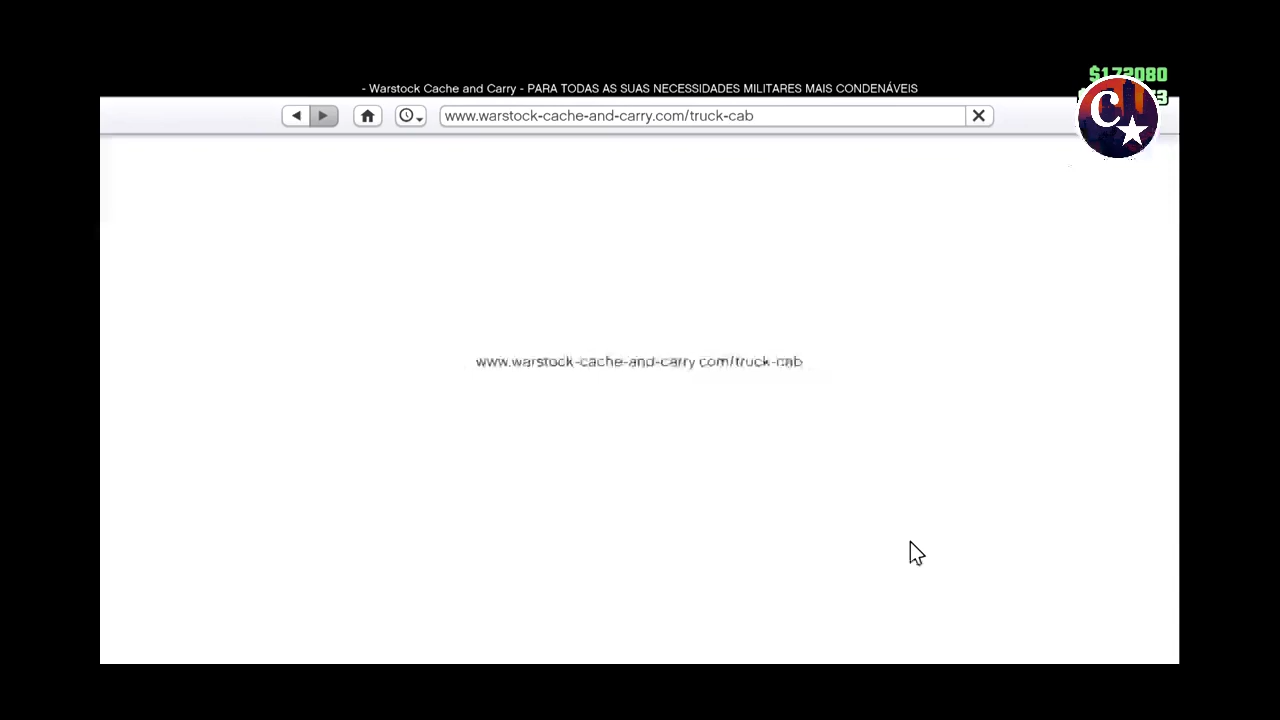 $172080
- Warstock Cache and Carry - PARA TODAS AS SUAS NECESSIDADES MILITARES MAIS CONDENÁVEIS
www.warstock-cache-and-carry.com/truck-cab
www.warstock-cache-and-carry.com/truck-cab